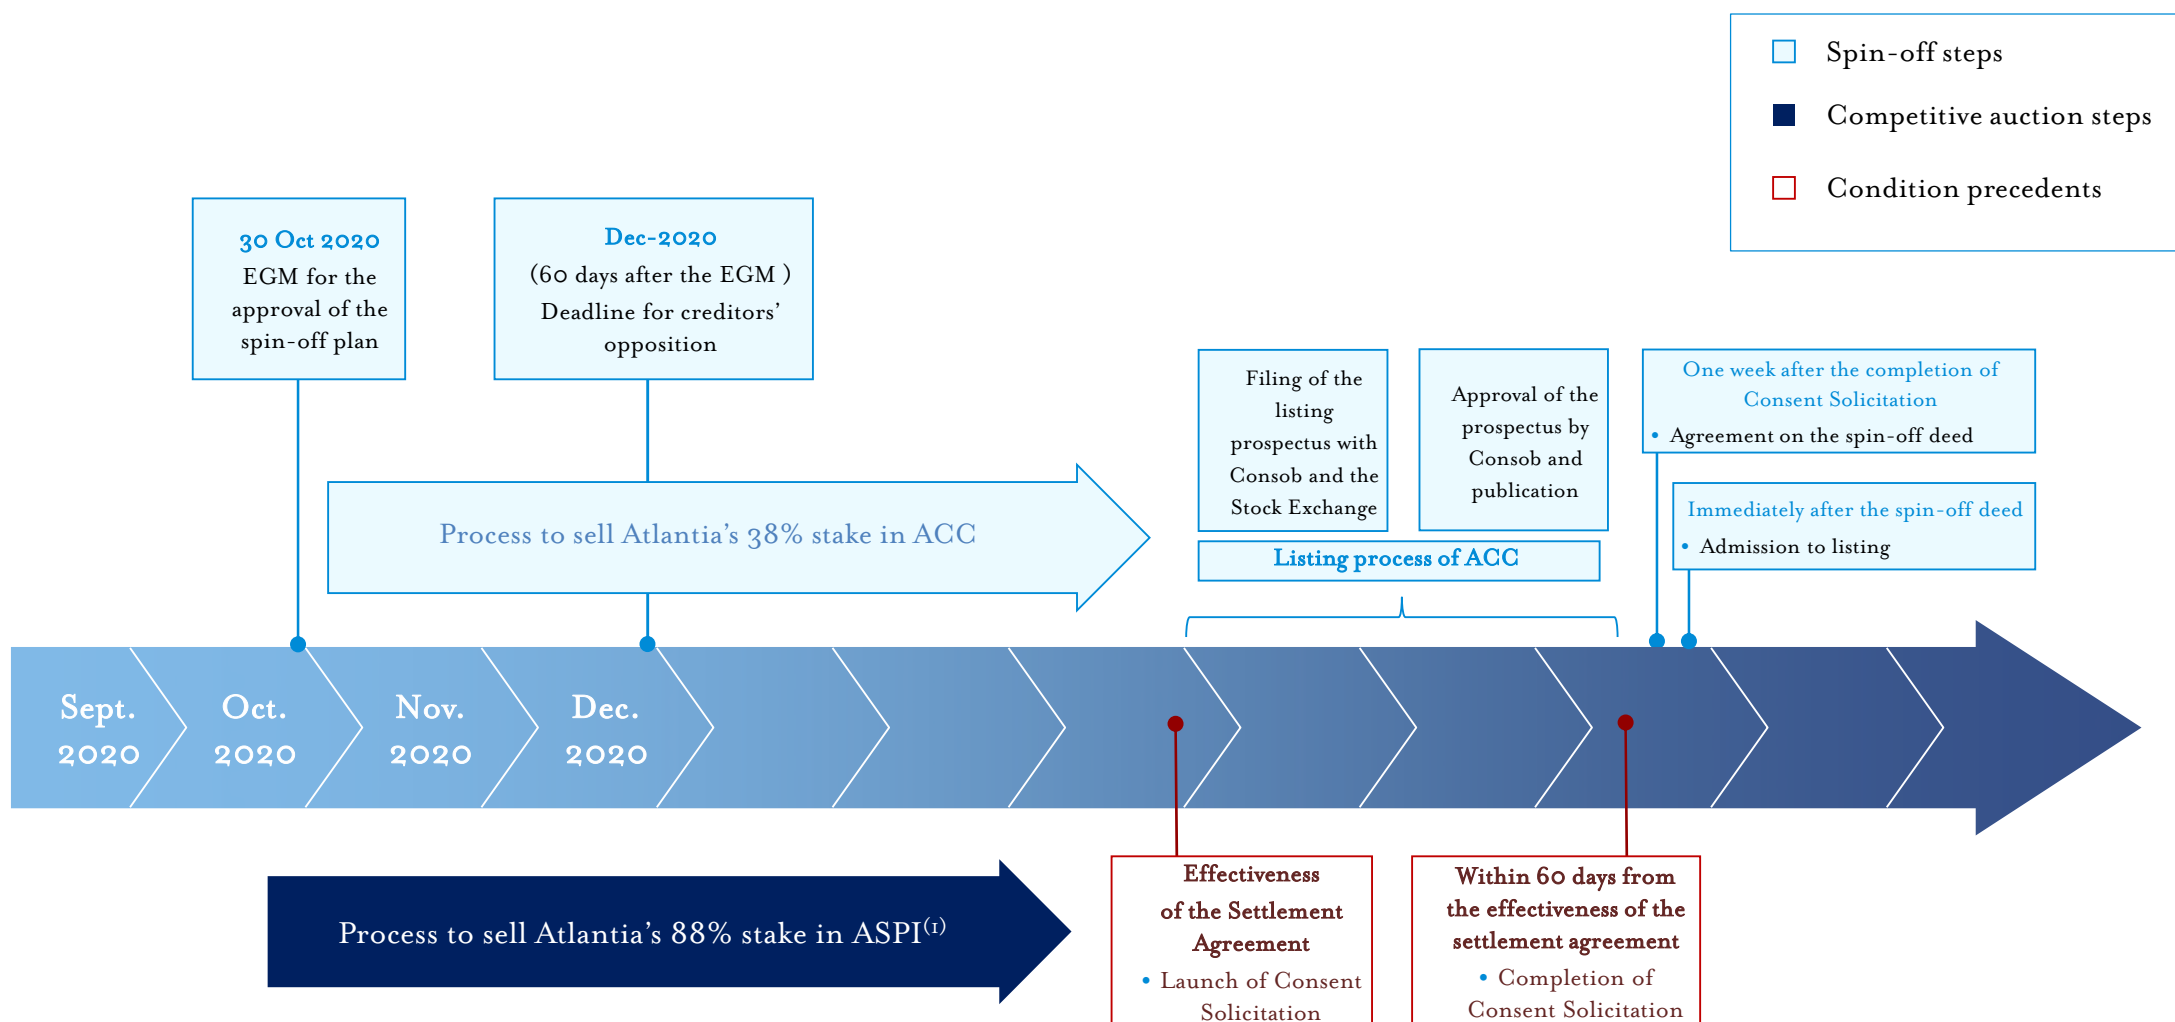 Spin-off steps
Competitive auction steps
Condition precedents
30 Oct 2020
EGM for the
approval of the
spin-off plan
Dec-2020
(60 days after the EGM )
Deadline for creditors’
opposition
Filing of the
listing
prospectus with
Consob and the
Stock Exchange
Approval of the
prospectus by
Consob and
publication
One week after the completion of
Consent Solicitation
• Agreement on the spin-off deed
Immediately after the spin-off deed
• Admission to listing
Process to sell Atlantia’s 38% stake in ACC
Listing process of ACC
Sept.
2020
Oct.
2020
Nov.
2020
Dec.
2020
Process to sell Atlantia’s 88% stake in ASPI(1)
Effectiveness
of the Settlement
Agreement
• Launch of Consent
Solicitation
Within 60 days from
the effectiveness of the
settlement agreement
• Completion of
Consent Solicitation